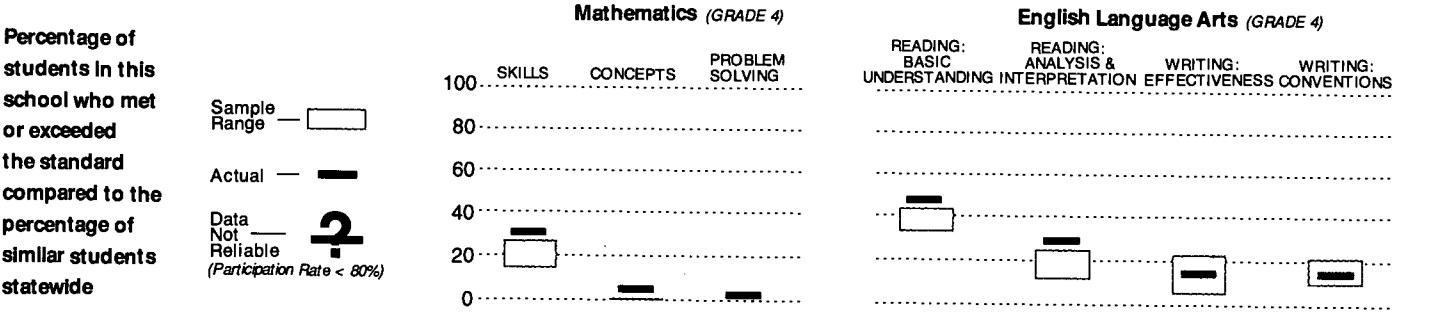 Percentage of
students in this
school who met
or exceeded
the standard
compared to the
percentage of
similar students
statewide
Sample
Range
Actual
Data
Not
Reliable
(Participation Rate < 80%)
?
Mathematics (GRADE 4)
SKILLS
CONCEPTS
PROBLEM
SOLVING
100
80
60
40
20
0
English Language Arts (GRADE 4)
READING:
BASIC
UNDERSTANDING
READING:
ANALYSIS &
INTERPRETATION
WRITING:
EFFECTIVENESS
WRITING:
CONVENTIONS